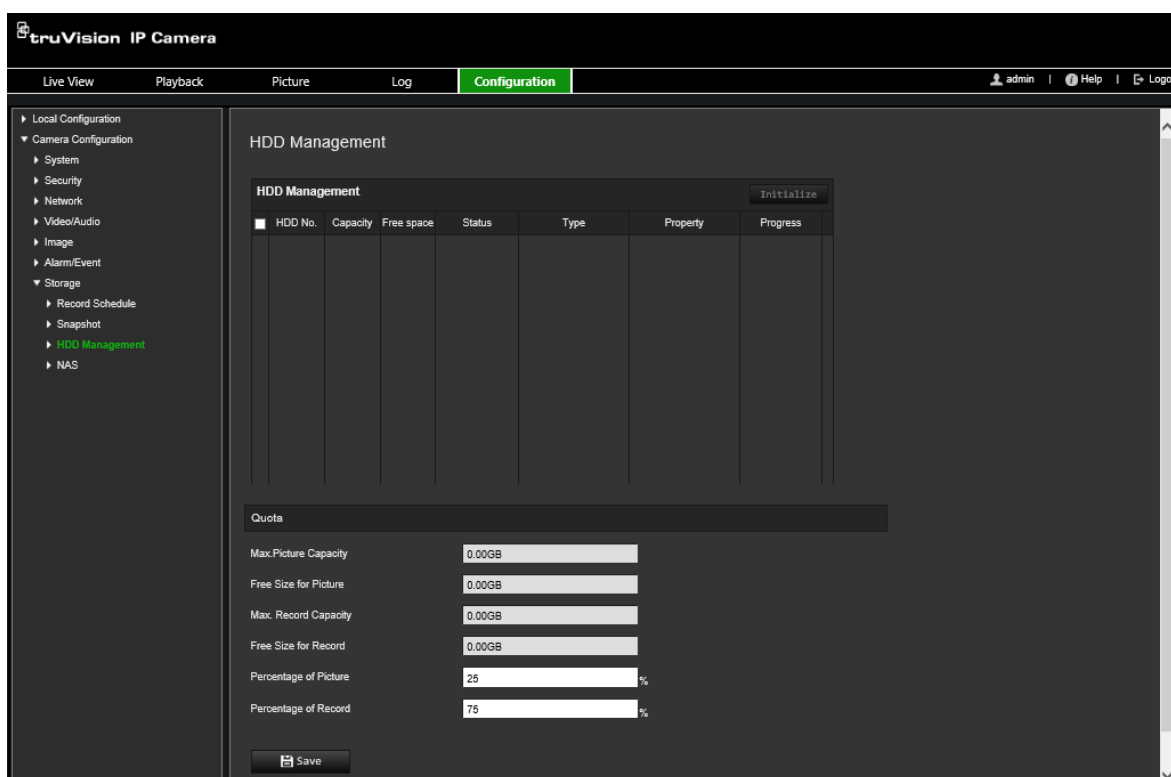 truVision IP Camera
Live View Playback Picture Log Configuration admin | Help | Logo
Local Configuration
Camera Configuration
System
Security
Network
Video/Audio
Image
Alarm/Event
Storage
Record Schedule
Snapshot
HDD Management
NAS
HDD Management
HDD Management Initialize
HDD No. Capacity Free space Status Type Property Progress
Quota
Max.Picture Capacity 0.00GB
Free Size for Picture 0.00GB
Max. Record Capacity 0.00GB
Free Size for Record 0.00GB
Percentage of Picture 25 %
Percentage of Record 75 %
Save